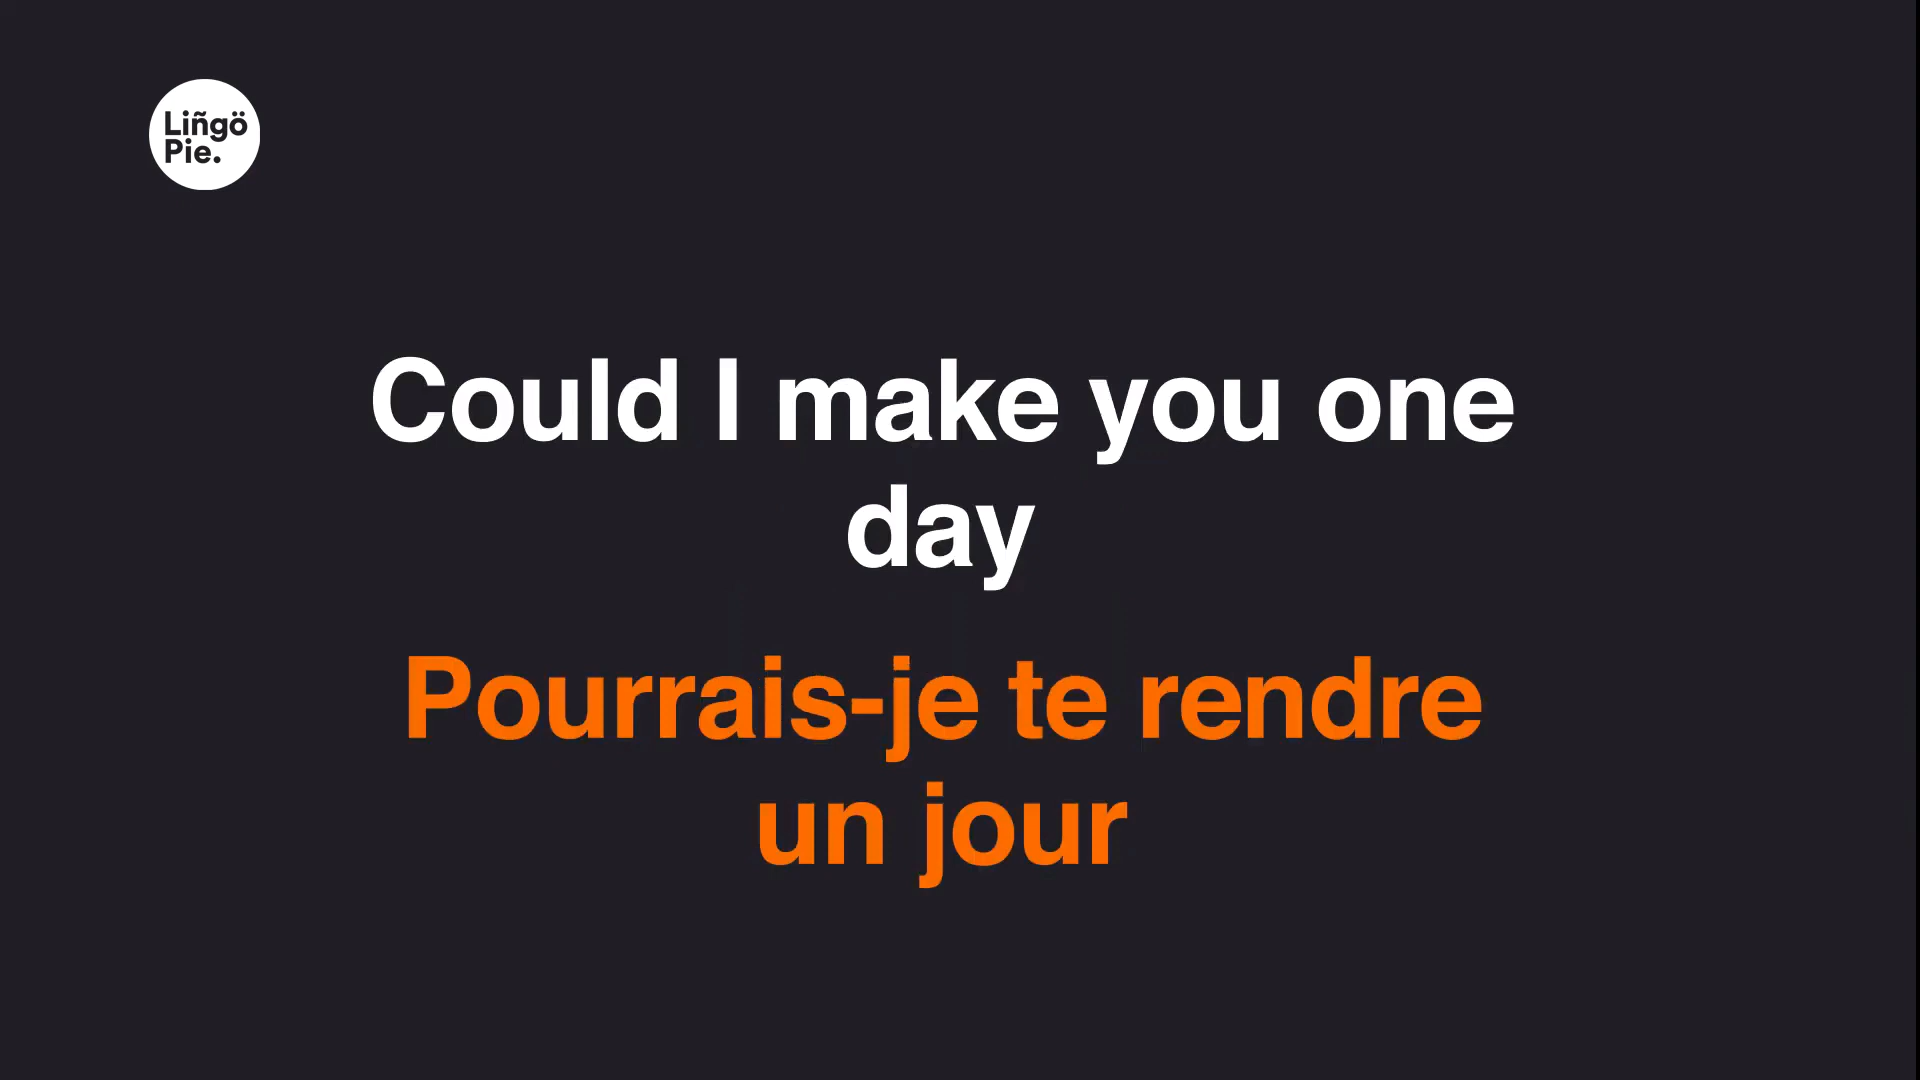 Liñgö
Pie.
Could I make you one
day
Pourrais-je te rendre
un jour